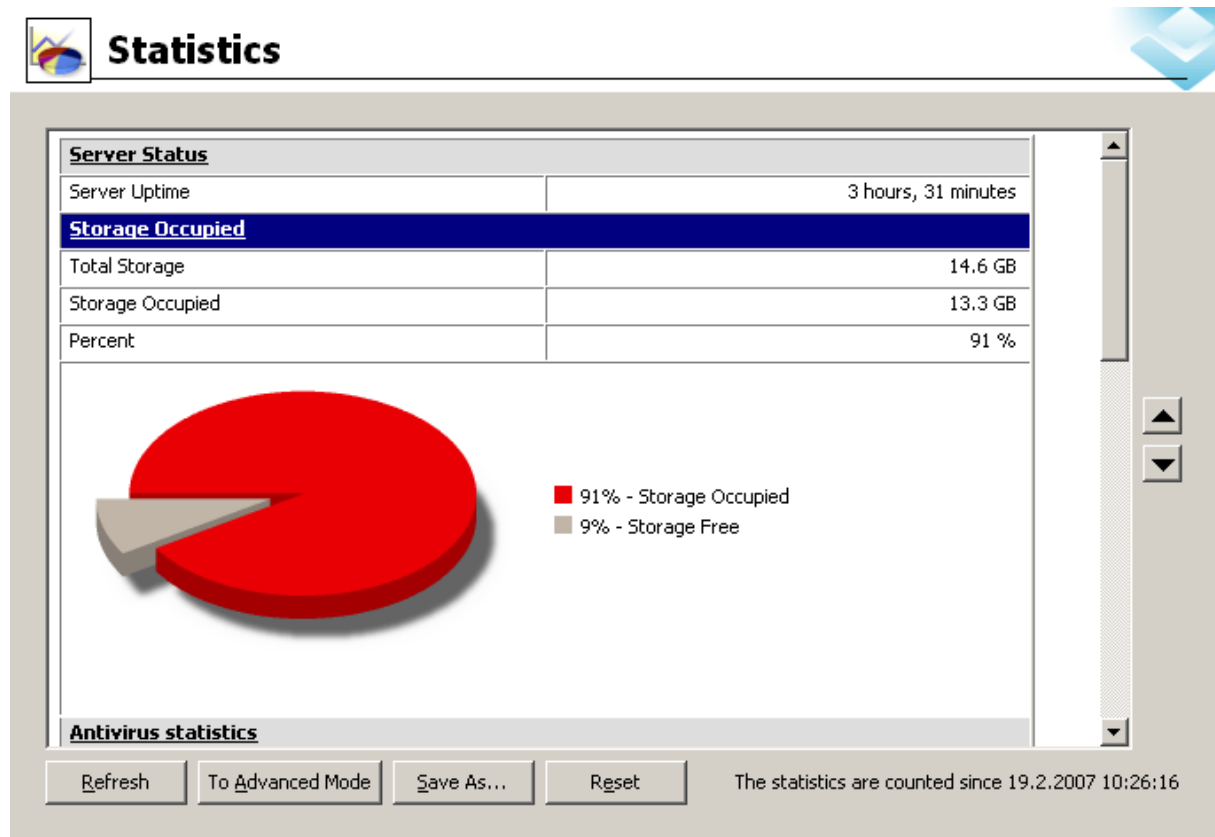 Statistics
Server Status
Server Uptime 3 hours, 31 minutes
Storage Occupied
Total Storage 14.6 GB
Storage Occupied 13.3 GB
Percent 91 %
91% - Storage Occupied
9% - Storage Free
Antivirus statistics
Refresh To Advanced Mode Save As... Reset The statistics are counted since 19.2.2007 10:26:16